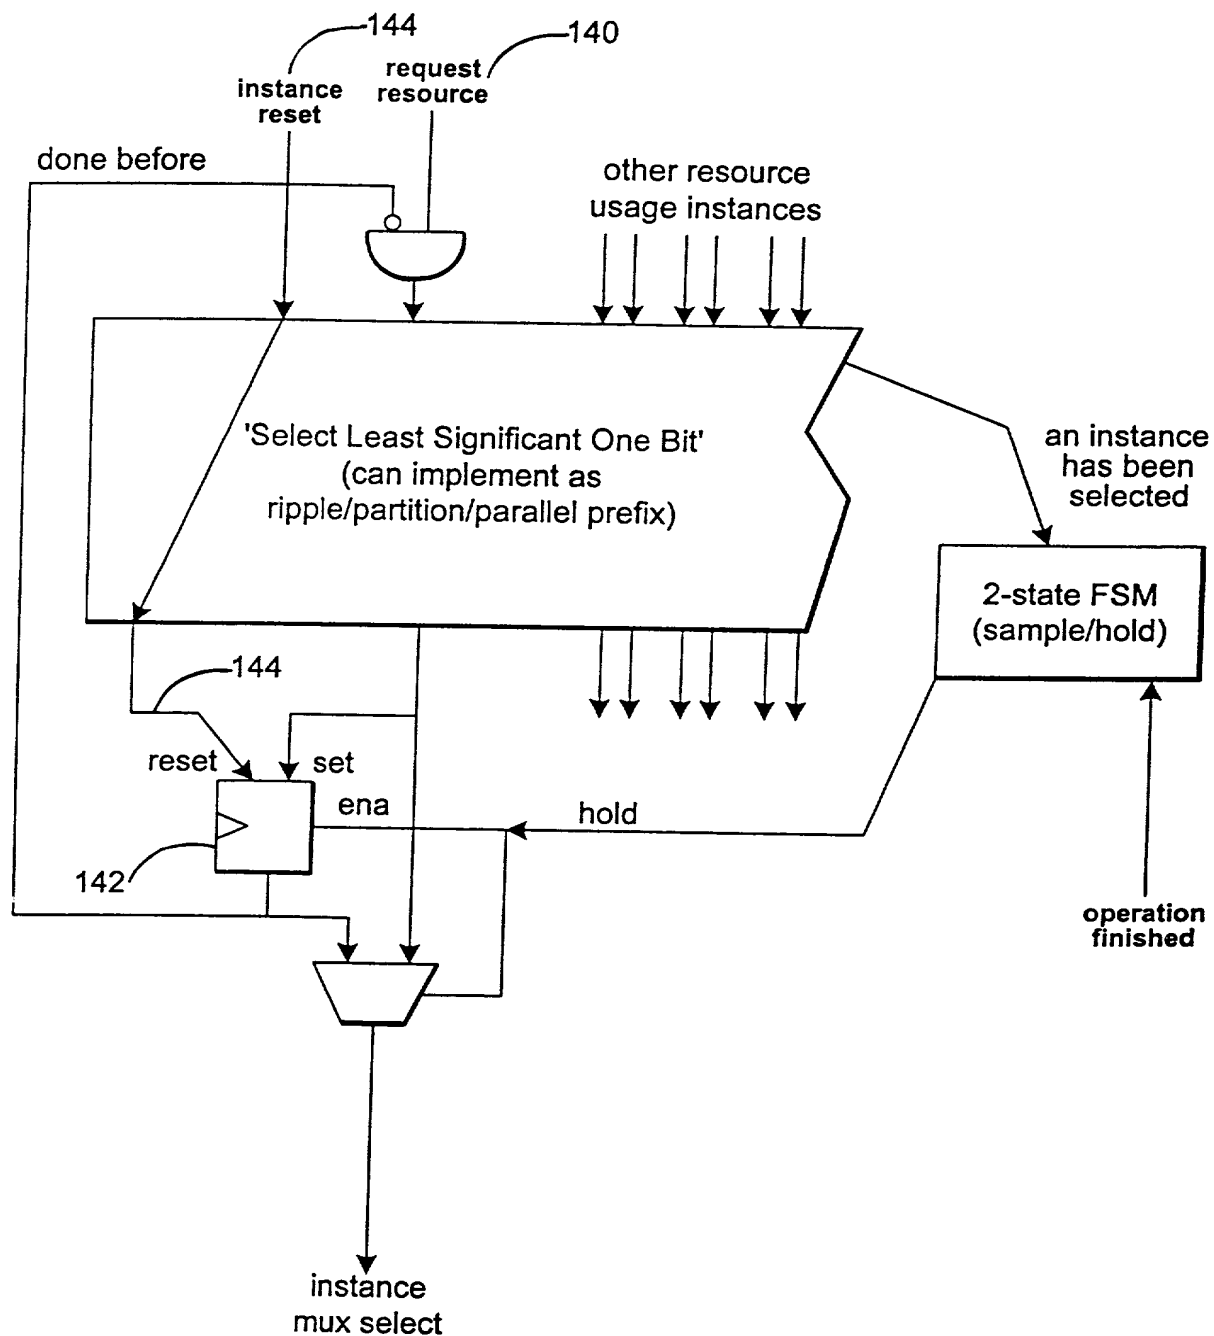 144
140
instance
reset
request
resource
done before
other resource
usage instances
'Select Least Significant One Bit'
(can implement as
ripple/partition/parallel prefix)
an instance
has been
selected
2-state FSM
(sample/hold)
144
reset
set
ena
hold
142
operation
finished
instance
mux select